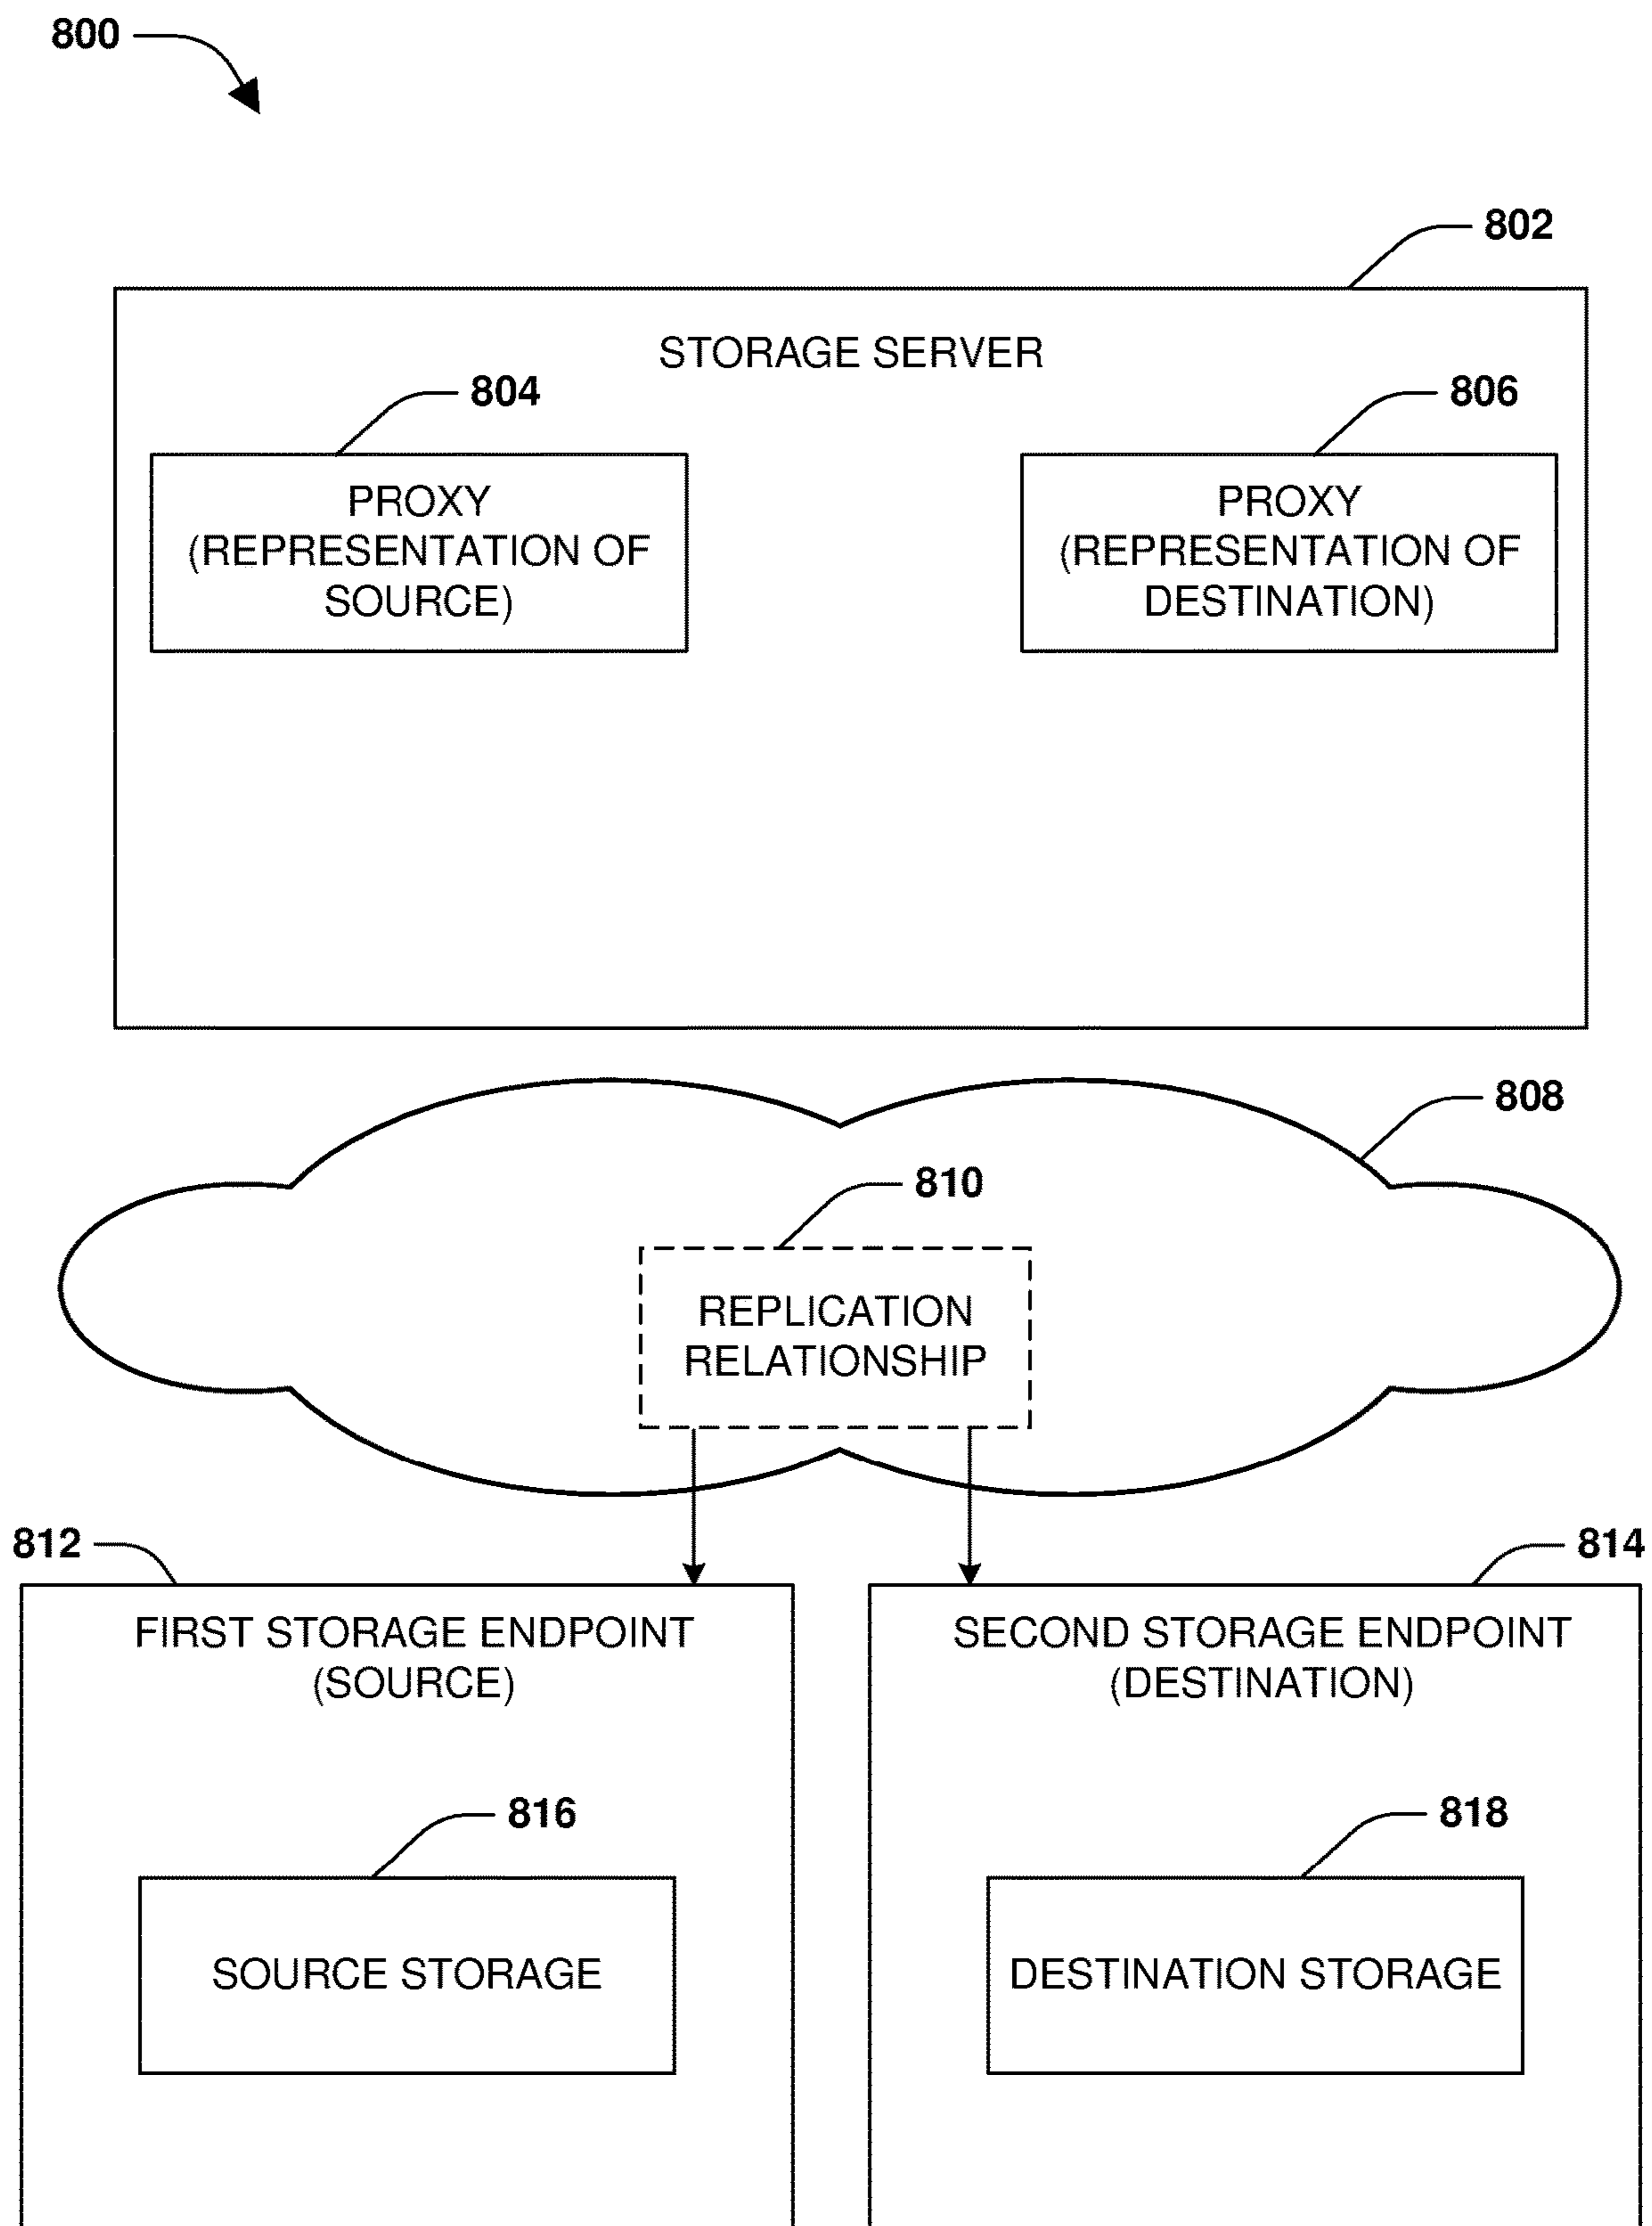 800
802
STORAGE SERVER
804
806
PROXY
(REPRESENTATION OF
SOURCE)
PROXY
(REPRESENTATION OF
DESTINATION)
808
810
REPLICATION
RELATIONSHIP
812
814
FIRST STORAGE ENDPOINT
(SOURCE)
SECOND STORAGE ENDPOINT
(DESTINATION)
816
818
SOURCE STORAGE
DESTINATION STORAGE